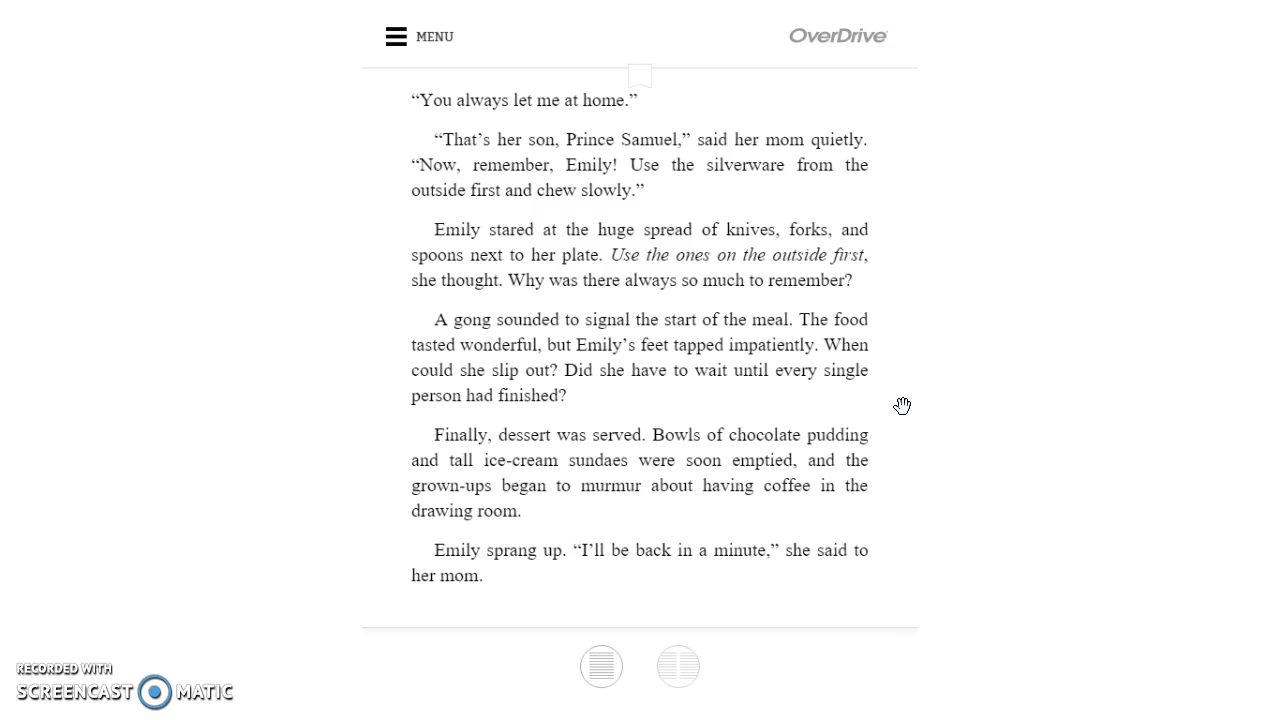 MENU
OverDrive
“You always let me at home.”
“That’s her son, Prince Samuel,” said her mom quietly.
“Now, remember, Emily! Use the silverware from the
outside first and chew slowly.”
Emily stared at the huge spread of knives, forks, and
spoons next to her plate. Use the ones on the outside first,
she thought. Why was there always so much to remember?
A gong sounded to signal the start of the meal. The food
tasted wonderful, but Emily’s feet tapped impatiently. When
could she slip out? Did she have to wait until every single
person had finished?
Finally, dessert was served. Bowls of chocolate pudding
and tall ice-cream sundaes were soon emptied, and the
grown-ups began to murmur about having coffee in the
drawing room.
Emily sprang up. “I’ll be back in a minute,” she said to
her mom.
RECORDED WITH
SCREENCAST MATIC